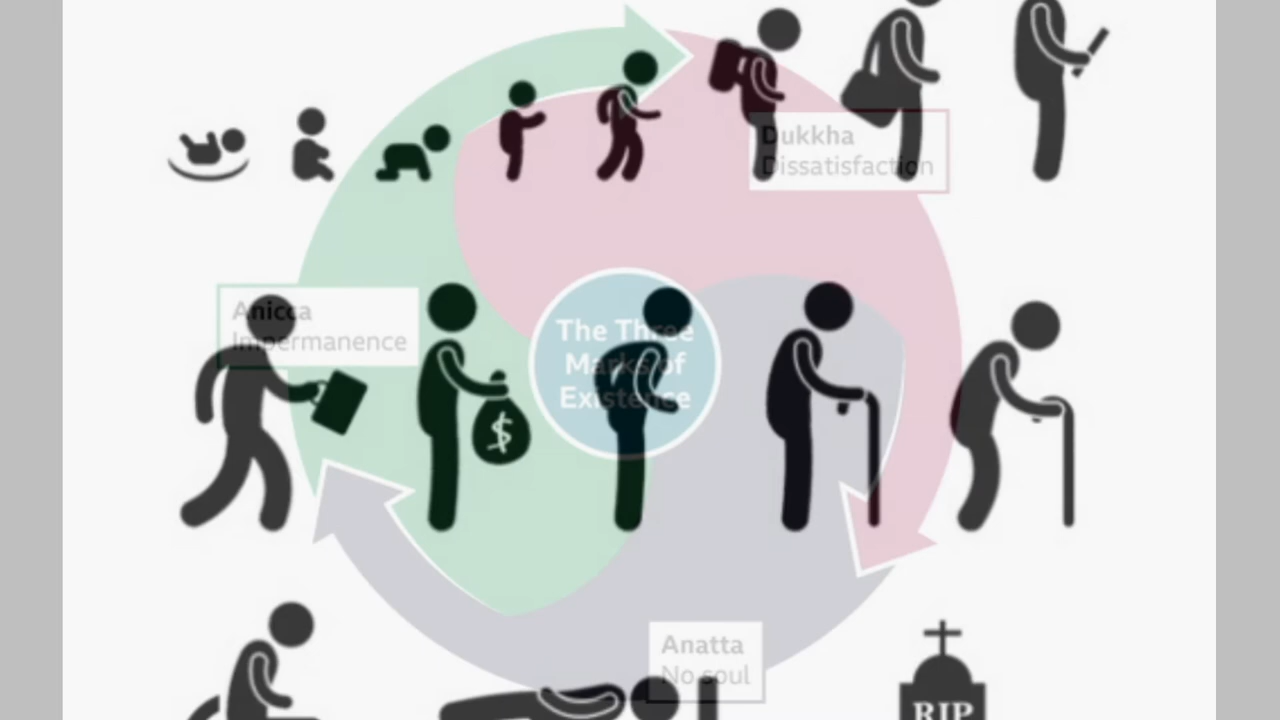 Dukkha
Dissatisfaction
Anicca
Impermanence
The Three
Marks of
Existence
$
Anatta
No soul
RIP